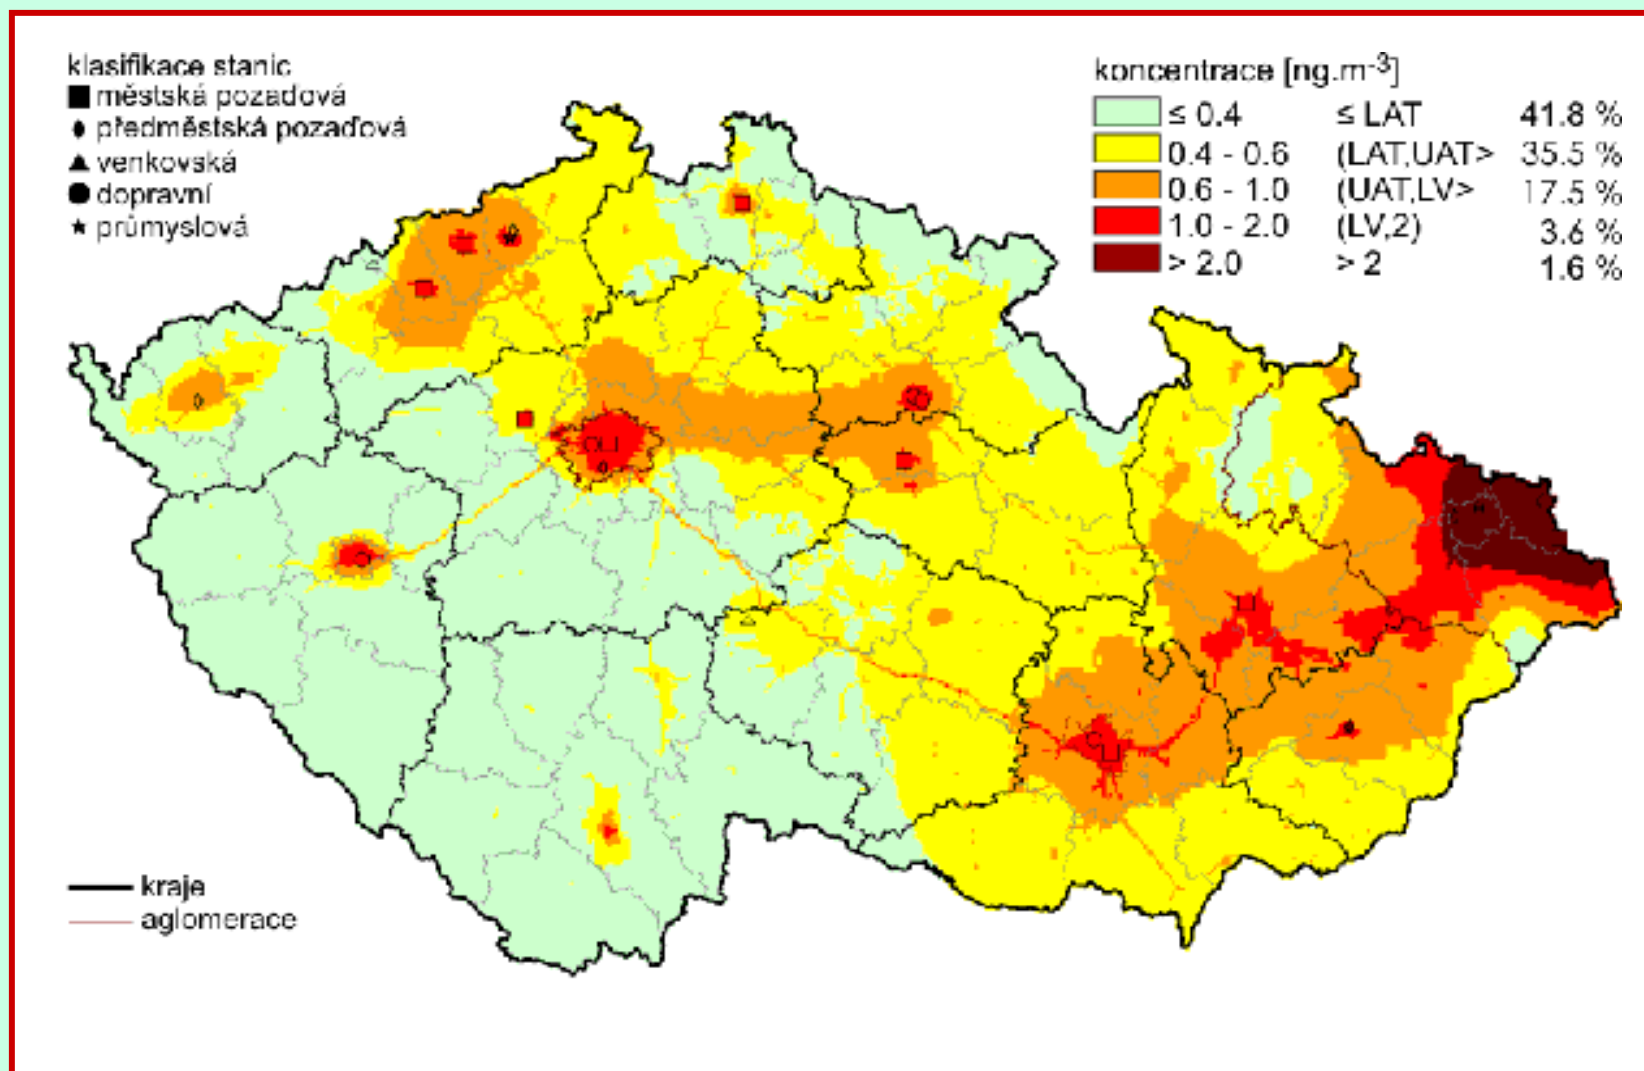 klasifikace stanic
městská pozaďová
předměstská pozaďová
venkovská
dopravní
průmyslová
koncentrace [ng.m-3]
≤ 0.4 ≤ LAT 41.8 %
0.4 - 0.6 (LAT,UAT> 35.5 %
0.6 - 1.0 (UAT,LV> 17.5 %
1.0 - 2.0 (LV,2) 3.6 %
> 2.0 > 2 1.6 %
kraje
aglomerace